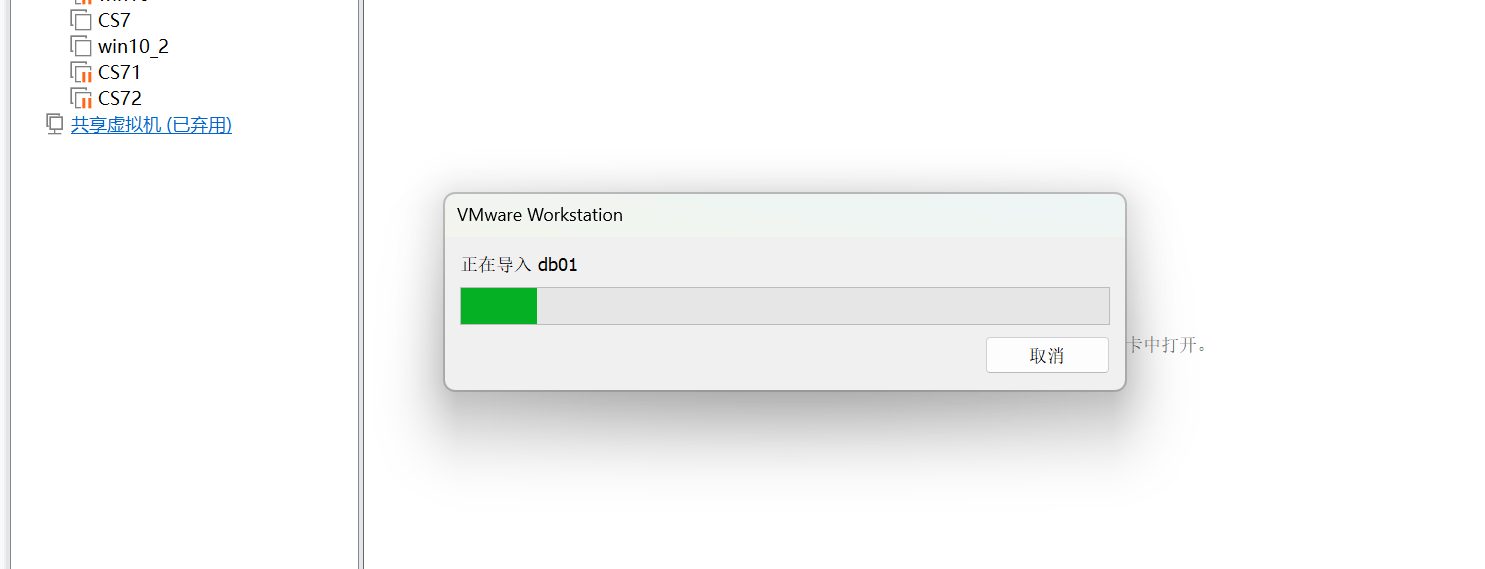 CS7
win10_2
CS71
CS72
共享虚拟机 (已弃用)
VMware Workstation
正在导入 db01
卡中打开。
取消